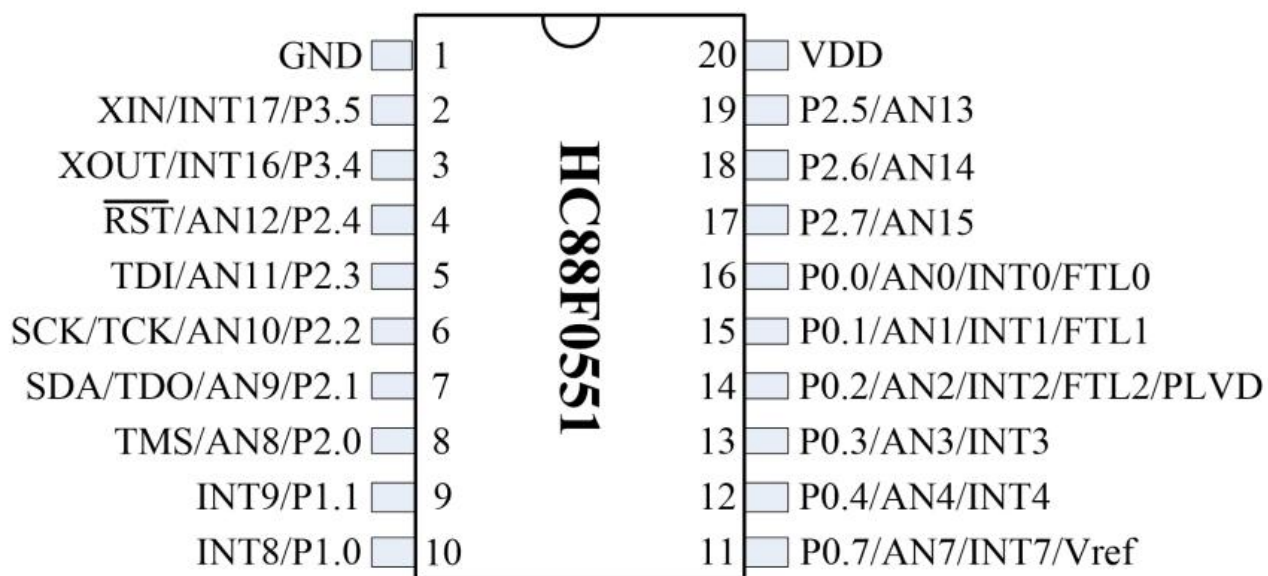 GND 1 20 VDD
XIN/INT17/P3.5 2 19 P2.5/AN13
XOUT/INT16/P3.4 3 18 P2.6/AN14
RST/AN12/P2.4 4 17 P2.7/AN15
TDI/AN11/P2.3 5 16 P0.0/AN0/INT0/FTL0
SCK/TCK/AN10/P2.2 6 15 P0.1/AN1/INT1/FTL1
SDA/TDO/AN9/P2.1 7 14 P0.2/AN2/INT2/FTL2/PLVD
TMS/AN8/P2.0 8 13 P0.3/AN3/INT3
INT9/P1.1 9 12 P0.4/AN4/INT4
INT8/P1.0 10 11 P0.7/AN7/INT7/Vref
HC88F0551